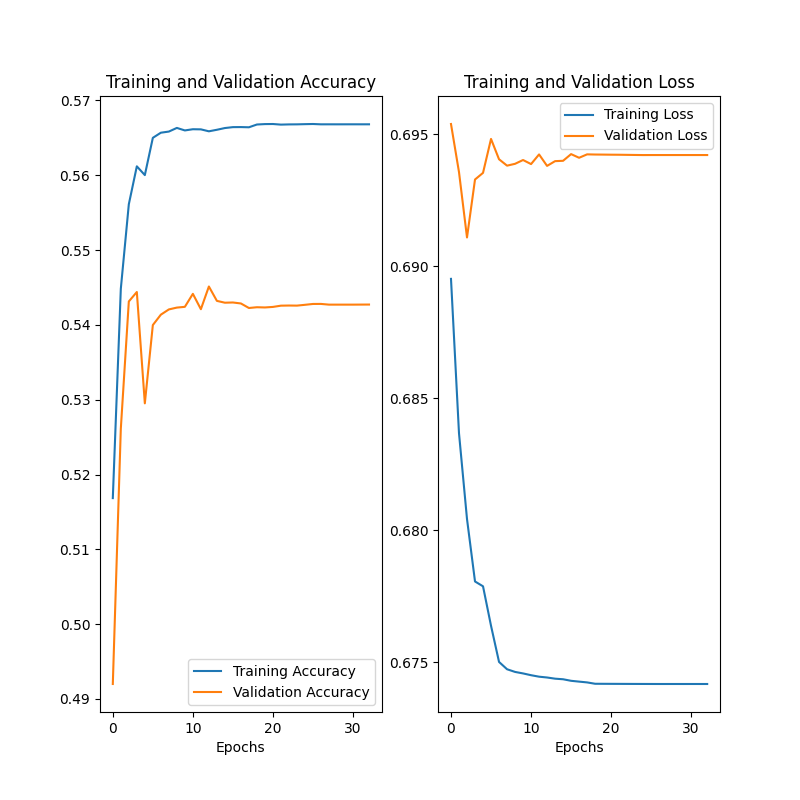 Training and Validation Accuracy
0.57
0.56
0.55
0.54
0.53
0.52
0.51
0.50
0.49
0
10
20
30
Epochs
Training Accuracy
Validation Accuracy
Training and Validation Loss
0.695
0.690
0.685
0.680
0.675
0
10
20
30
Epochs
Training Loss
Validation Loss